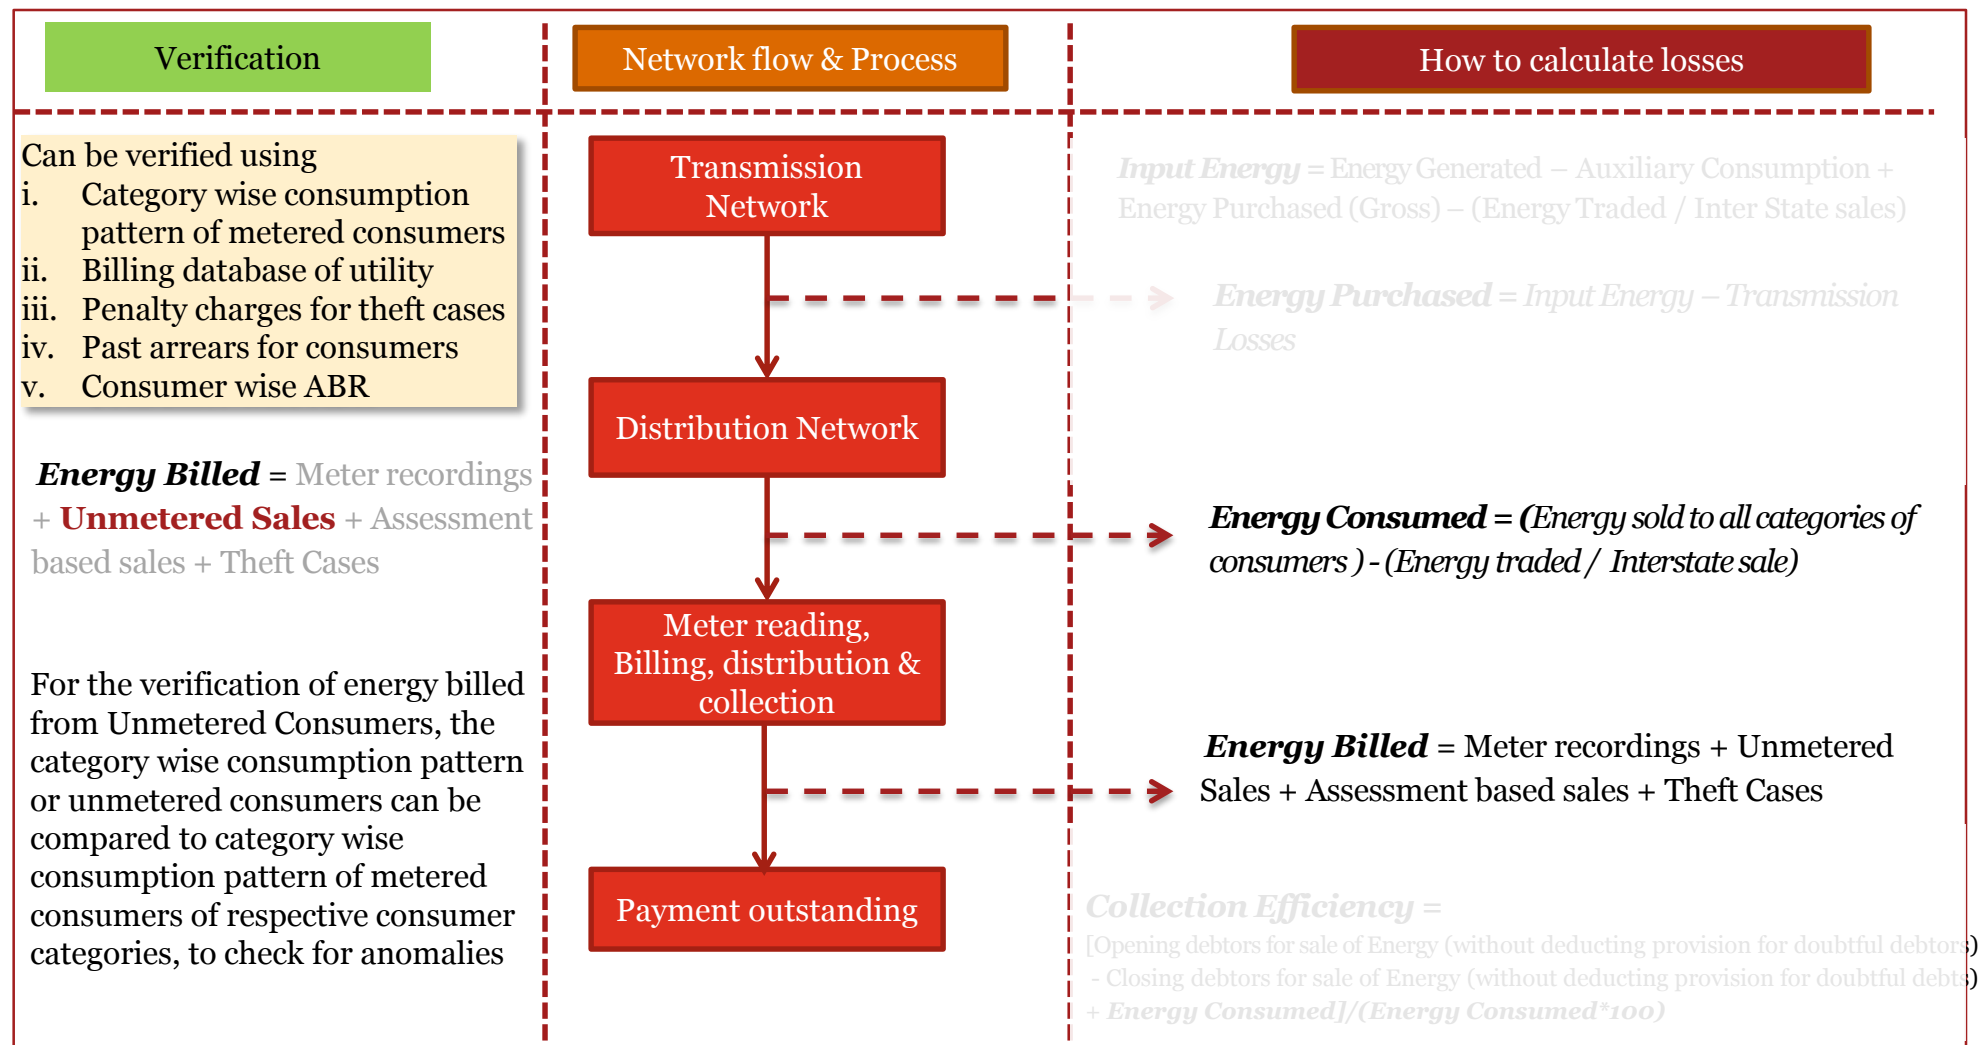 Verification
Network flow & Process
How to calculate losses
Can be verified using
i. Category wise consumption
pattern of metered consumers
ii. Billing database of utility
iii. Penalty charges for theft cases
iv. Past arrears for consumers
v. Consumer wise ABR
Energy Billed = Meter recordings
+ Unmetered Sales + Assessment
based sales + Theft Cases
For the verification of energy billed
from Unmetered Consumers, the
category wise consumption pattern
or unmetered consumers can be
compared to category wise
consumption pattern of metered
consumers of respective consumer
categories, to check for anomalies
Transmission
Network
Distribution Network
Meter reading,
Billing, distribution &
collection
Payment outstanding
Input Energy = Energy Generated – Auxiliary Consumption +
Energy Purchased (Gross) – (Energy Traded / Inter State sales)
Energy Purchased = Input Energy – Transmission
Losses
Energy Consumed = (Energy sold to all categories of
consumers ) - (Energy traded / Interstate sale)
Energy Billed = Meter recordings + Unmetered
Sales + Assessment based sales + Theft Cases
Collection Efficiency =
[Opening debtors for sale of Energy (without deducting provision for doubtful debtors)
- Closing debtors for sale of Energy (without deducting provision for doubtful debts)
+ Energy Consumed]/(Energy Consumed*100)